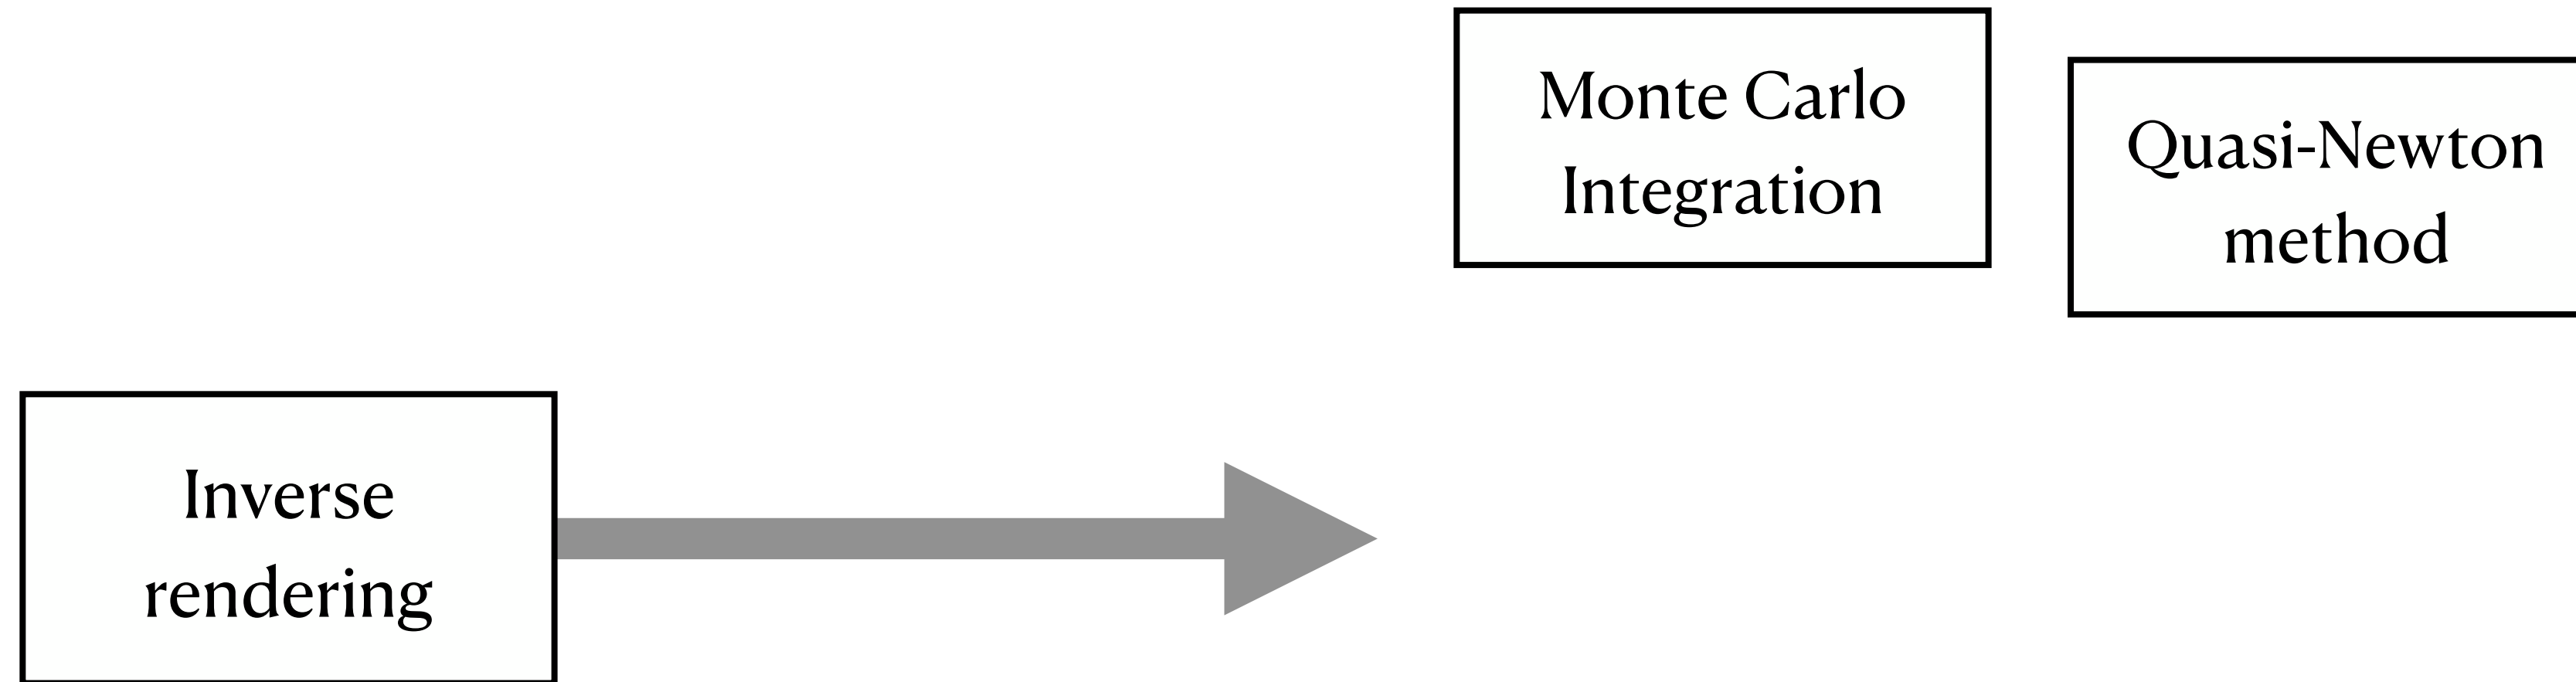 Monte Carlo
Integration
Quasi-Newton
method
Inverse
rendering